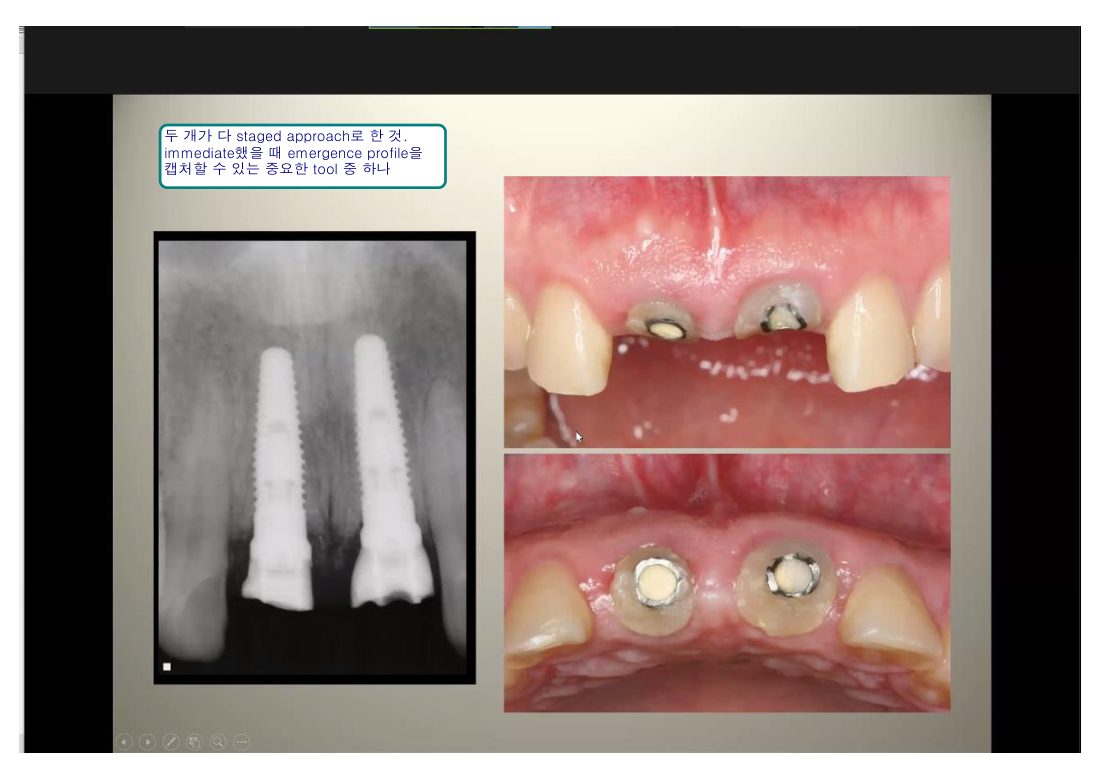 두 개가 다 staged approach로 한 것.
immediate했을 때 emergence profile을
캡처할 수 있는 중요한 tool 중 하나